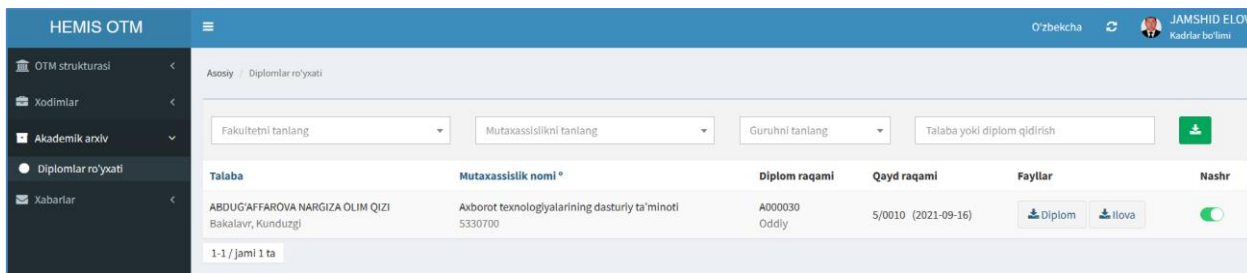 HEMIS OTM
O'zbekcha
JAMSHID
Kadrlar bo'limi
OTM strukturasi
Xodimlar
Akademik arxiv
Diplomlar ro'yxati
Xabarlar
Asosiy / Diplomlar ro'yxati
Fakultetni tanlang Mutaxassislikni tanlang Guruhni tanlang Talaba yoki diplom qidirish
Talaba Mutaxassislik nomi Diplom raqami Qayd raqami Fayllar Nashr
ABDUG'AFFAROVA NARGIZA OLIM QIZI Axborot texnologiyalarining dasturiy ta'minoti A000030 5/0010 (2021-09-16) Diplom Ilova
Bakalavr, Kunduzgi 5330700 Oddiy
1-1 / jami 1 ta